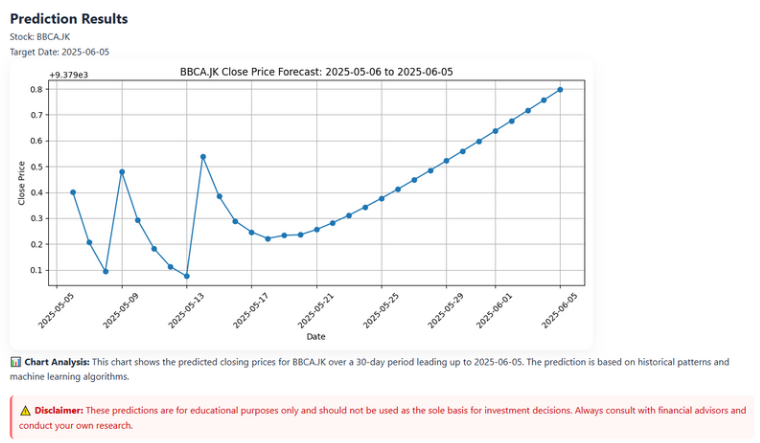 Prediction Results
Stock: BBCAJK
Target Date: 2025-06-05
BBCA.JK Close Price Forecast: 2025-05-06 to 2025-06-05
+9.379e3
0.8
0.7
0.6
0.5
0.4
0.3
0.2
0.1
Close Price
2025-05-05
2025-05-09
2025-05-13
2025-05-17
2025-05-21
2025-05-25
2025-05-29
2025-06-01
2025-06-05
Date
📊 Chart Analysis: This chart shows the predicted closing prices for BBCAJK over a 30-day period leading up to 2025-06-05. The prediction is based on historical patterns and
machine learning algorithms.
⚠️ Disclaimer: These predictions are for educational purposes only and should not be used as the sole basis for investment decisions. Always consult with financial advisors and
conduct your own research.